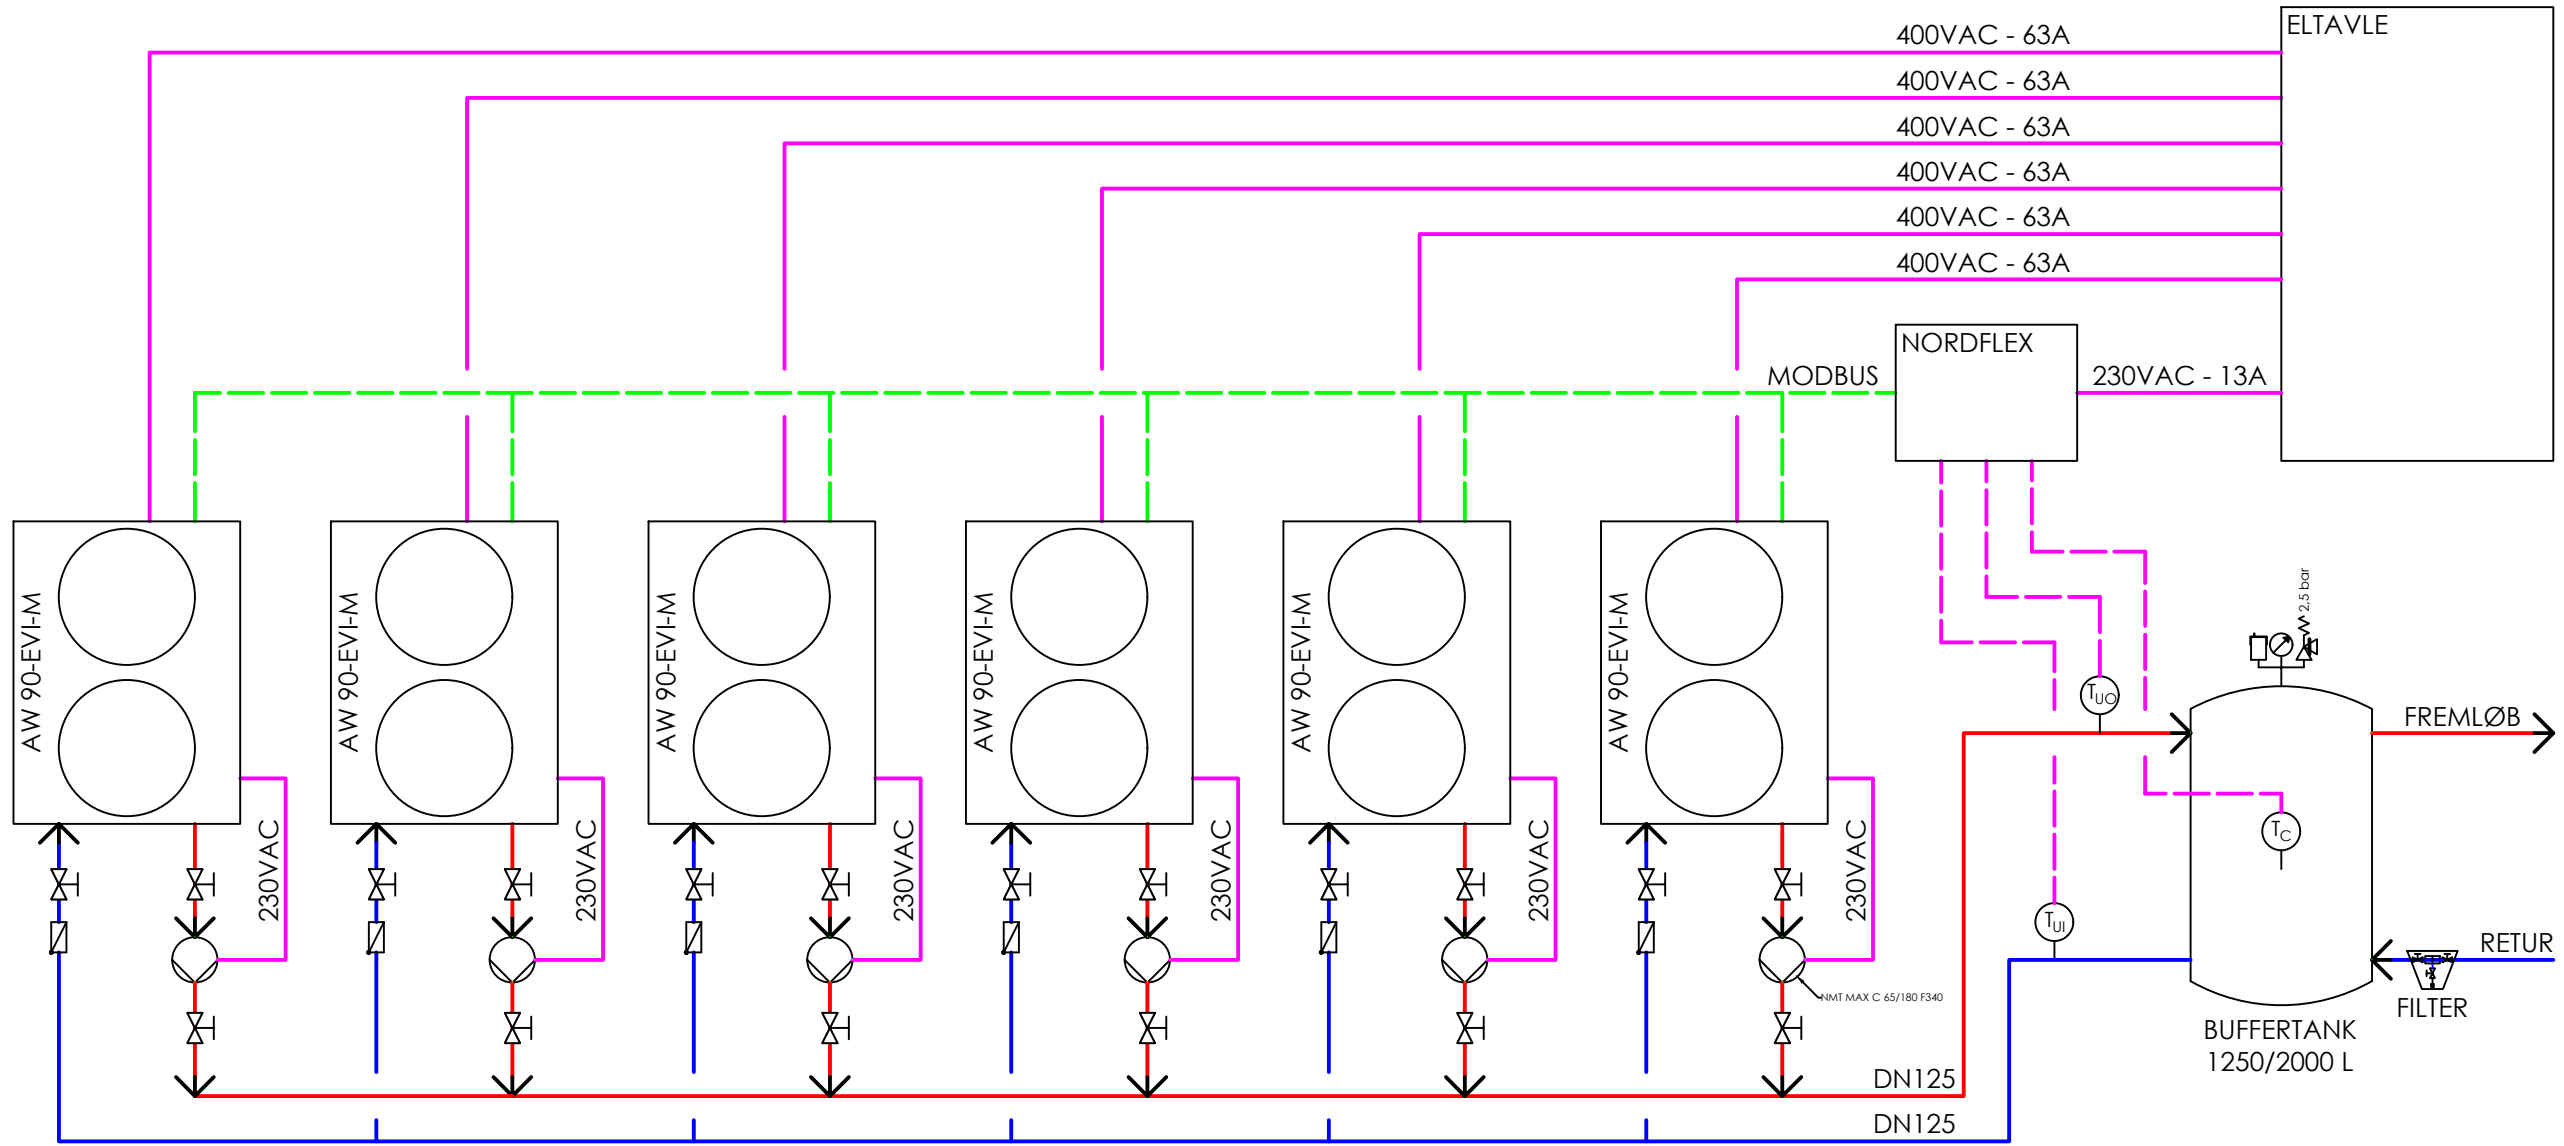 400VAC - 63A
ELTAVLE
400VAC - 63A
400VAC - 63A
400VAC - 63A
400VAC - 63A
400VAC - 63A
NORDFLEX
MODBUS
230VAC - 13A
AW 90-EVI-M
AW 90-EVI-M
AW 90-EVI-M
AW 90-EVI-M
AW 90-EVI-M
AW 90-EVI-M
2,5 bar
TUO
FREMLØB
TC
230VAC
230VAC
230VAC
230VAC
230VAC
230VAC
TUI
RETUR
NMT MAX C 65/180 F340
FILTER
BUFFERTANK
1250/2000 L
DN125
DN125